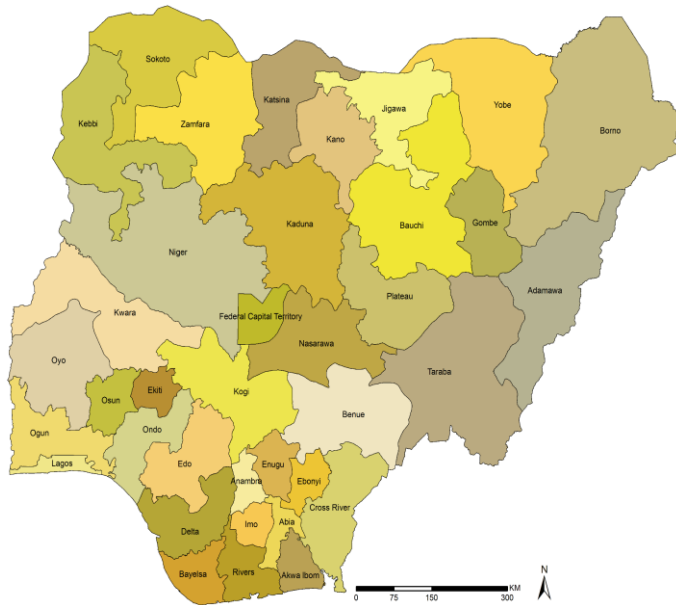 Sokoto
Katsina
Jigawa
Yobe
Kebbi
Zamfara
Kano
Borno
Kaduna
Bauchi
Gombe
Niger
Adamawa
Plateau
Kwara
Federal Capital Territory
Nasarawa
Oyo
Taraba
Kogi
Ekiti
Osun
Benue
Ogun
Ondo
Lagos
Edo
Enugu
Anambra
Ebonyi
Cross River
Delta
Imo
Abia
Bayelsa
Rivers
Akwa Ibom
N
KM
0 75 150 300